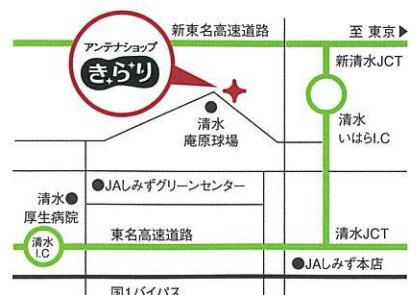 新東名高速道路
至 東京▶
アンテナショップ
きらり
新清水JCT
清水
庵原球場
清水
いはらI.C
●JAしみずグリーンセンター
清水●
厚生病院
清水
I.C
東名高速道路
清水JCT
●JAしみず本店
国1バイパス